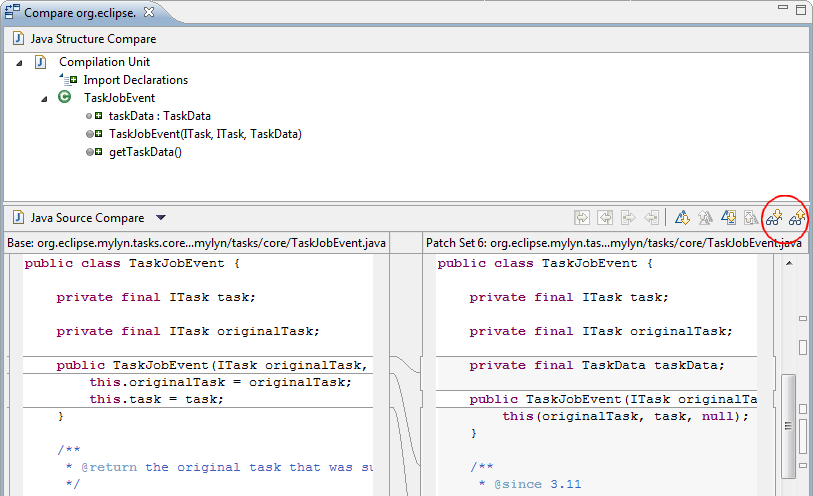 Compare org.eclipse.
Java Structure Compare
Compilation Unit
Import Declarations
TaskJobEvent
taskData : TaskData
TaskJobEvent(ITask, ITask, TaskData)
getTaskData()
Java Source Compare
Base: org.eclipse.mylyn.tasks.core...mylyn/tasks/core/TaskJobEvent.java
public class TaskJobEvent {
private final ITask task;
private final ITask originalTask;
public TaskJobEvent(ITask originalTask,
this.originalTask = originalTask;
this.task = task;
}
/**
* @return the original task that was su
*/
Patch Set 6: org.eclipse.mylyn.tas...mylyn/tasks/core/TaskJobEvent.java
public class TaskJobEvent {
private final ITask task;
private final ITask originalTask;
private final TaskData taskData;
public TaskJobEvent(ITask originalTa
this(originalTask, task, null);
}
/**
* @since 3.11